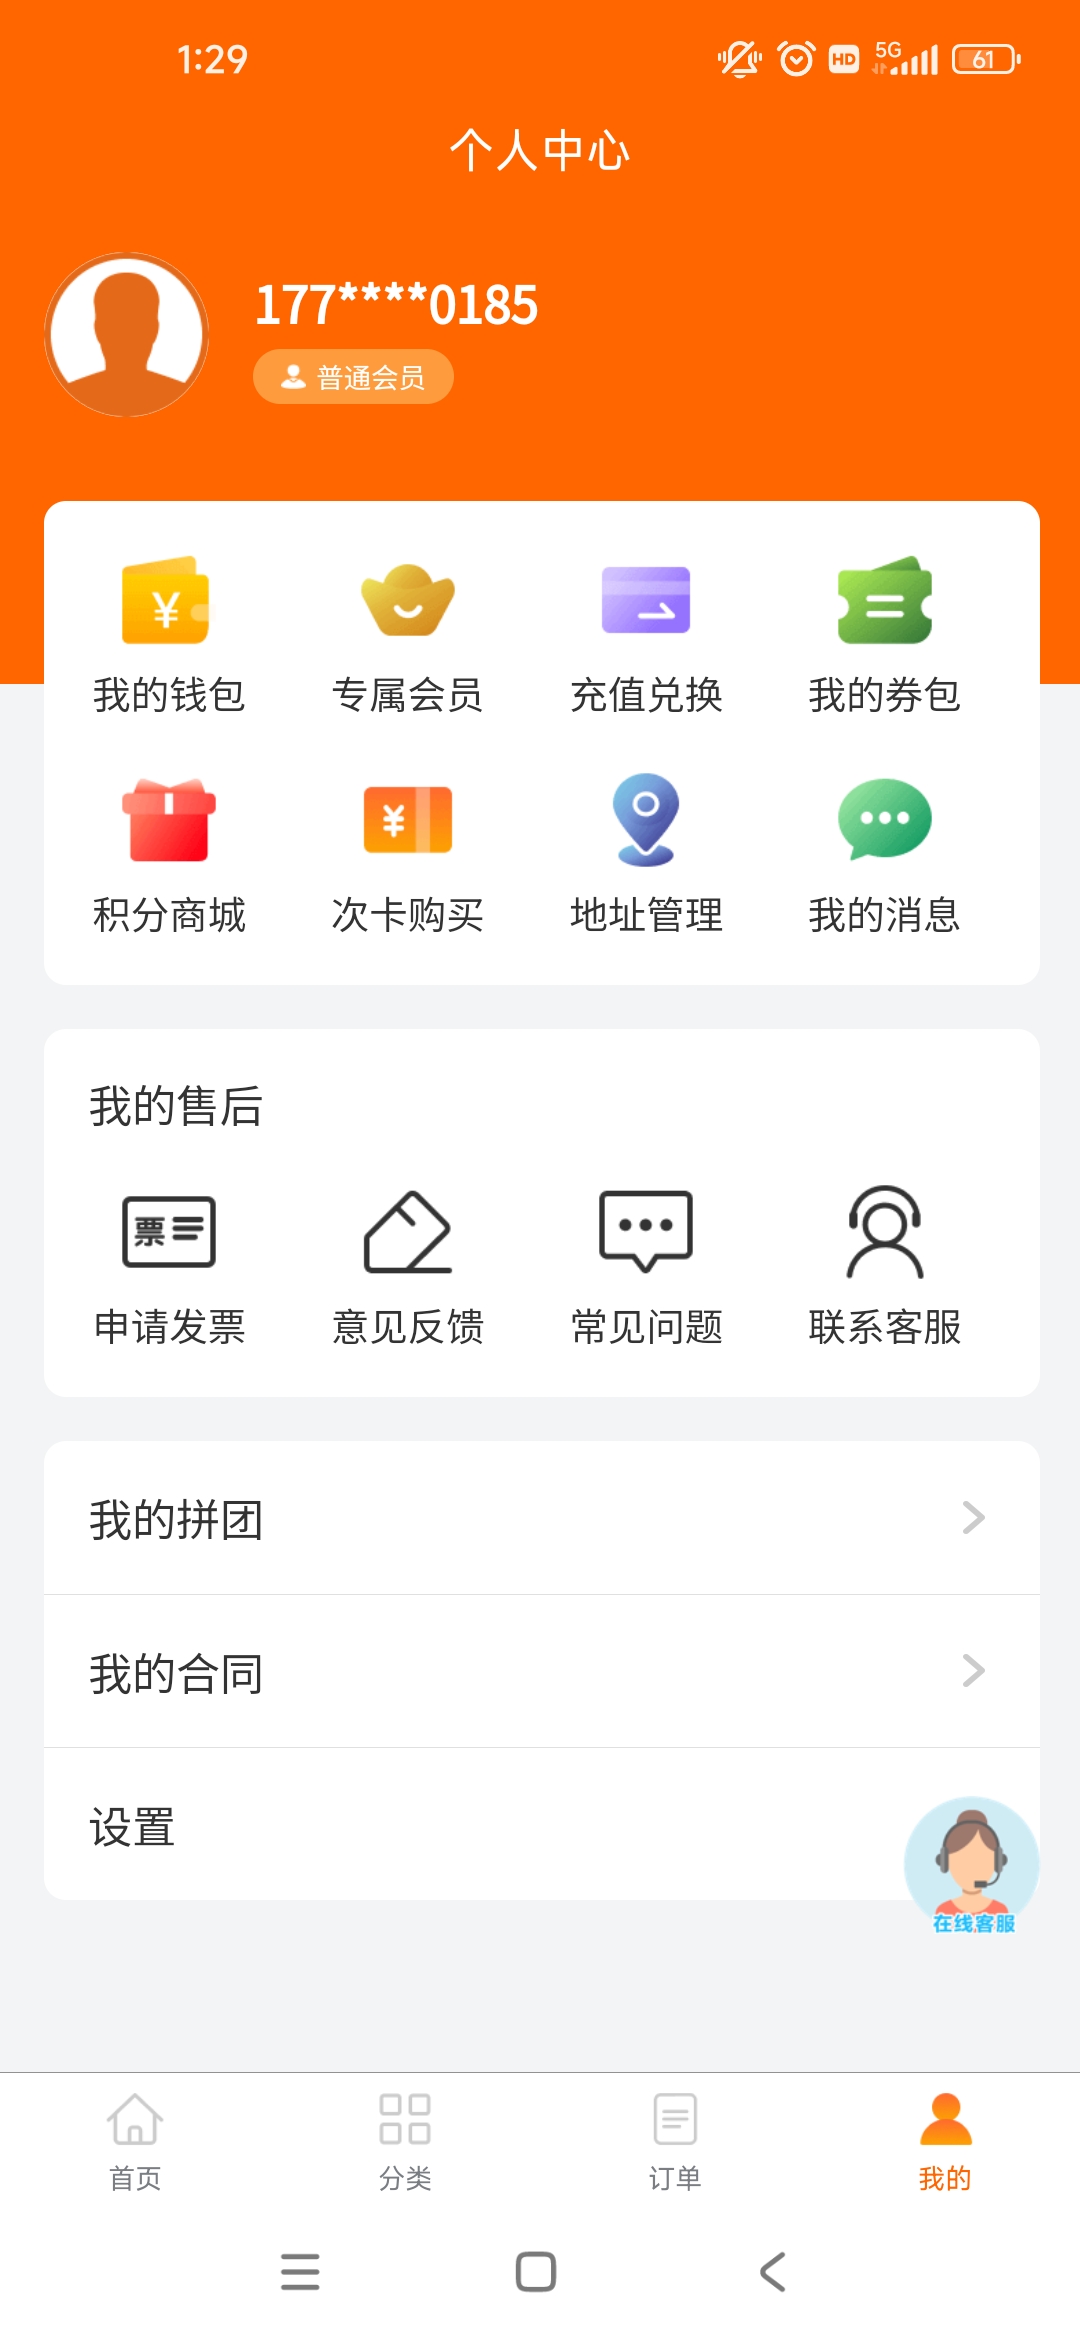 1:29
HD 5G 61
个人中心
177****0185
普通会员
我的钱包 专属会员 充值兑换 我的券包
积分商城 次卡购买 地址管理 我的消息
我的售后
票
申请发票 意见反馈 常见问题 联系客服
我的拼团
我的合同
设置
在线客服
首页 分类 订单 我的